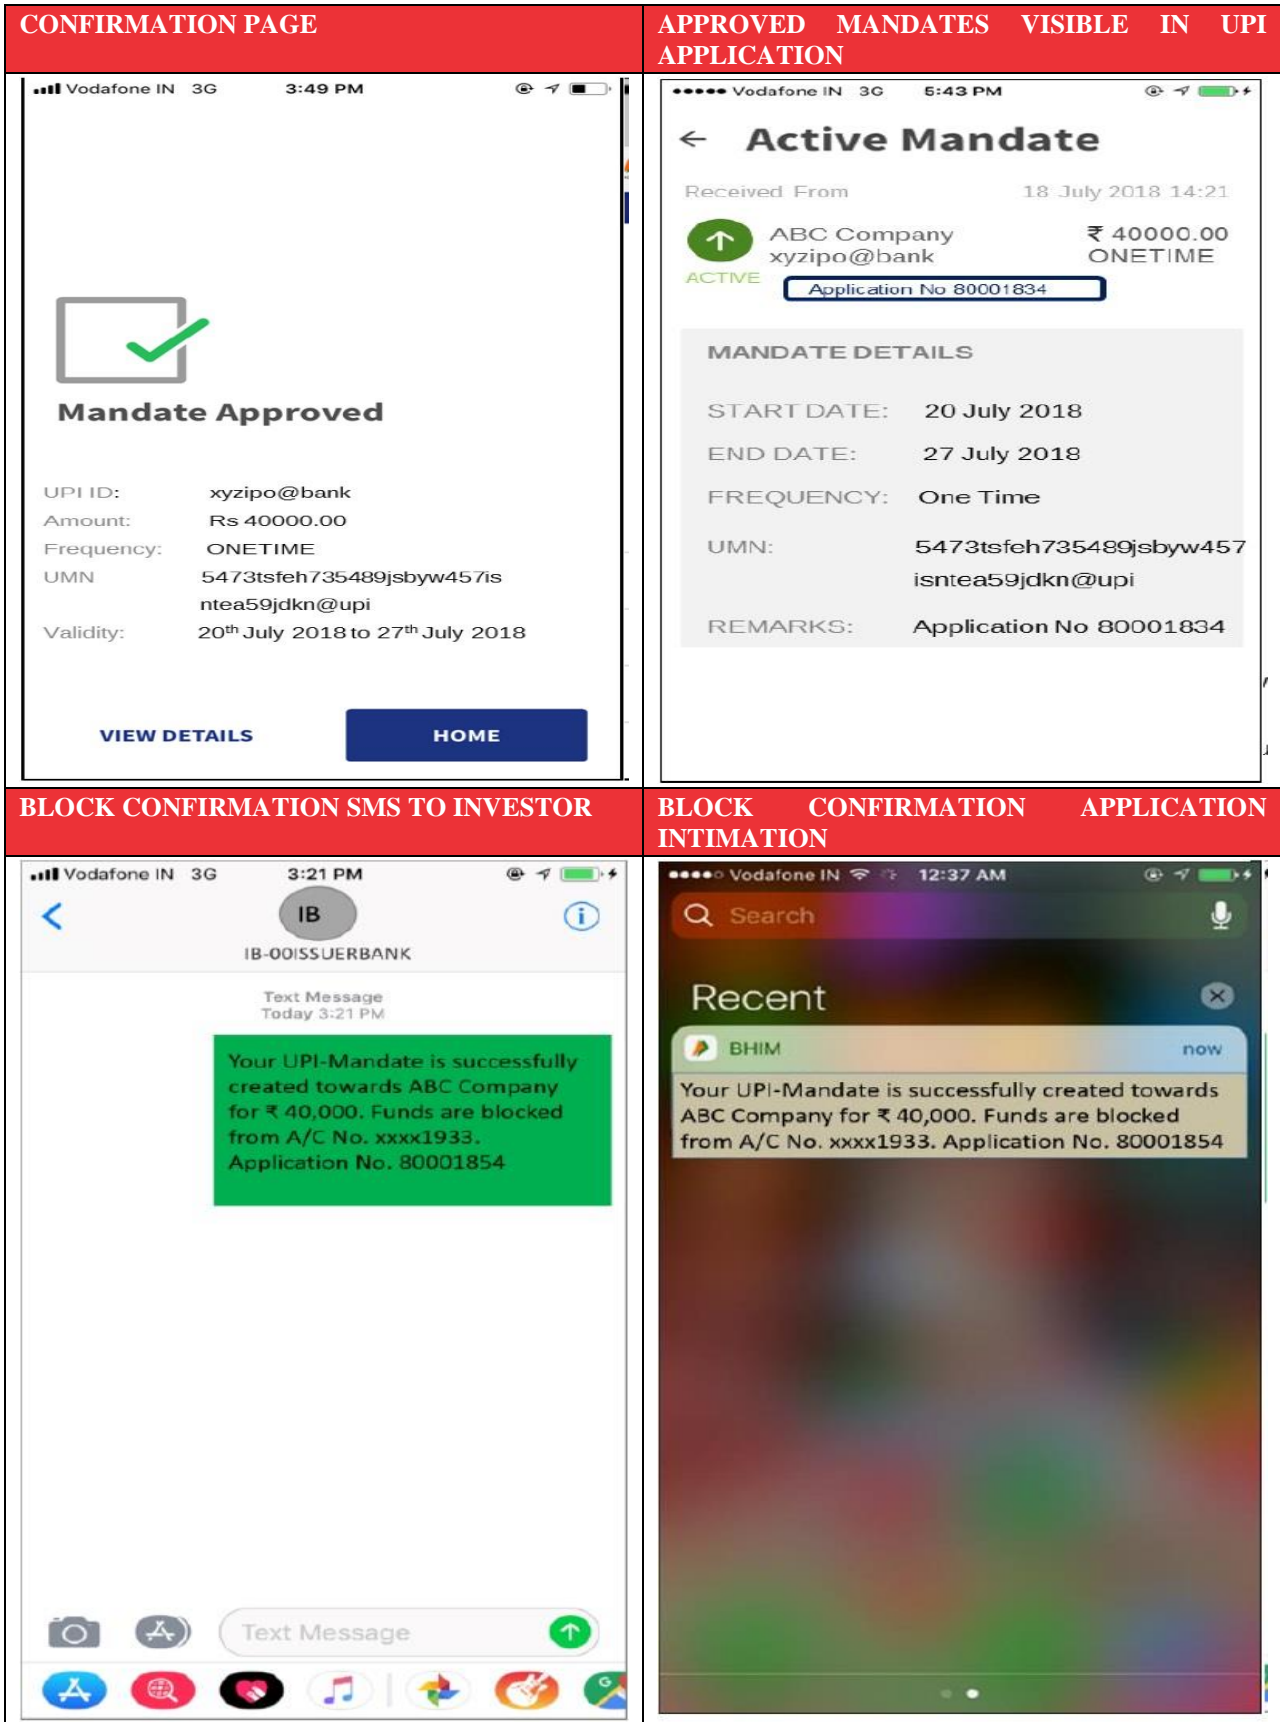 CONFIRMATION PAGE
APPROVED MANDATES VISIBLE IN UPI
APPLICATION
Vodafone IN 3G 3:49 PM
Mandate Approved
UPI ID: xyzipo@bank
Amount: Rs 40000.00
Frequency: ONETIME
UMN 5473tsfeh735489jsbyw457is
ntea59jdkn@upi
Validity: 20th July 2018 to 27th July 2018
VIEW DETAILS HOME
Vodafone IN 3G 5:43 PM
← Active Mandate
Received From 18 July 2018 14:21
ABC Company ₹ 40000.00
xyzipo@bank ONETIME
ACTIVE
Application No 80001834
MANDATE DETAILS
START DATE: 20 July 2018
END DATE: 27 July 2018
FREQUENCY: One Time
UMN: 5473tsfeh735489jsbyw457
isntea59jdkn@upi
REMARKS: Application No 80001834
BLOCK CONFIRMATION SMS TO INVESTOR
BLOCK CONFIRMATION APPLICATION
INTIMATION
Vodafone IN 3G 3:21 PM
IB
IB-00ISSUERBANK
Text Message
Today 3:21 PM
Your UPI-Mandate is successfully
created towards ABC Company
for ₹ 40,000. Funds are blocked
from A/C No. xxxx1933.
Application No. 80001854
Text Message
Vodafone IN 12:37 AM
Search
Recent
BHIM now
Your UPI-Mandate is successfully created towards
ABC Company for ₹ 40,000. Funds are blocked
from A/C No. xxxx1933. Application No. 80001854